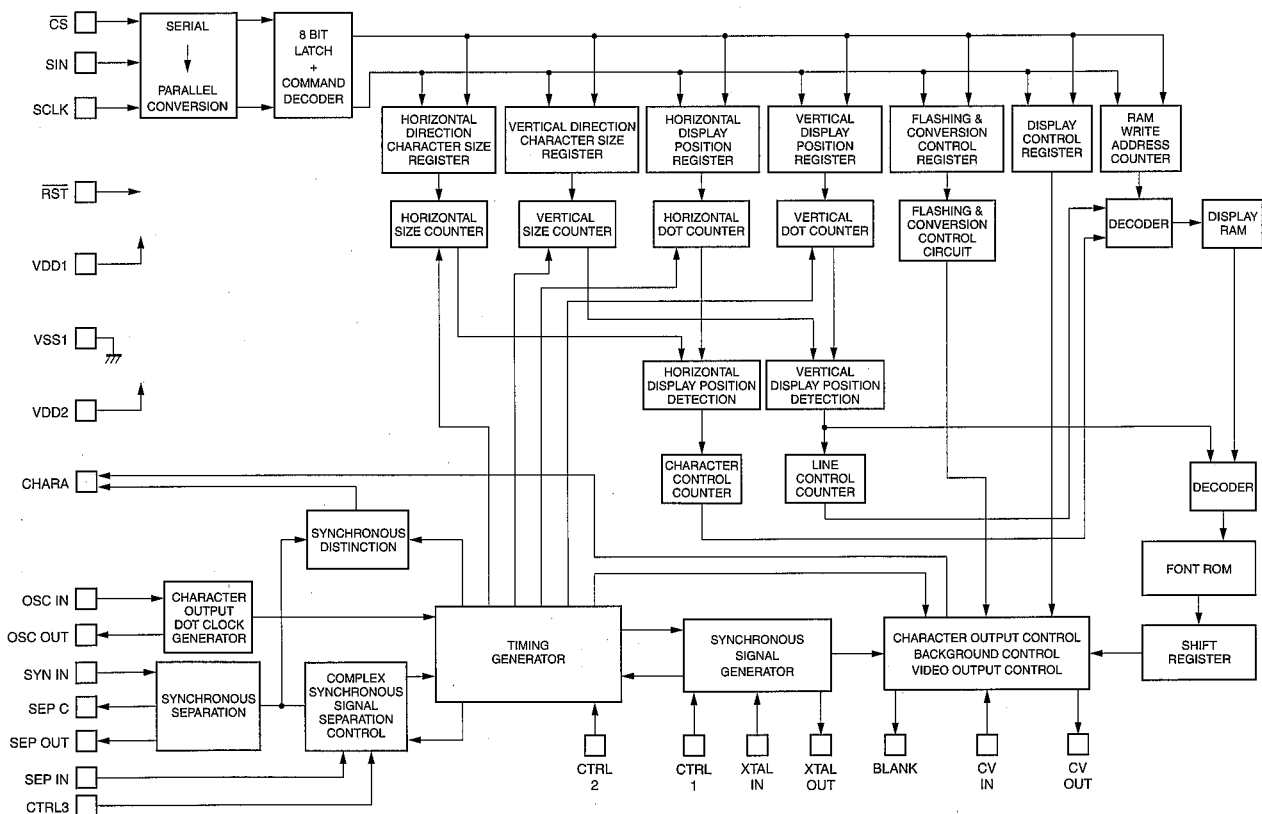 CS
SIN
SCLK
SERIAL
PARALLEL
CONVERSION
8 BIT
LATCH
+
COMMAND
DECODER
HORIZONTAL
DIRECTION
CHARACTER SIZE
REGISTER
VERTICAL DIRECTION
CHARACTER SIZE
REGISTER
HORIZONTAL
DISPLAY
POSITION
REGISTER
VERTICAL
DISPLAY
POSITION
REGISTER
FLASHING &
CONVERSION
CONTROL
REGISTER
DISPLAY
CONTROL
REGISTER
RAM
WRITE
ADDRESS
COUNTER
RST
HORIZONTAL
SIZE COUNTER
VERTICAL
SIZE COUNTER
HORIZONTAL
DOT COUNTER
VERTICAL
DOT COUNTER
FLASHING &
CONVERSION
CONTROL
CIRCUIT
DECODER
DISPLAY
RAM
VDD1
VSS1
VDD2
HORIZONTAL
DISPLAY POSITION
DETECTION
VERTICAL
DISPLAY POSITION
DETECTION
CHARA
CHARACTER
CONTROL
COUNTER
LINE
CONTROL
COUNTER
DECODER
SYNCHRONOUS
DISTINCTION
FONT ROM
OSC IN
OSC OUT
CHARACTER
OUTPUT
DOT CLOCK
GENERATOR
TIMING
GENERATOR
SYNCHRONOUS
SIGNAL
GENERATOR
CHARACTER OUTPUT CONTROL
BACKGROUND CONTROL
VIDEO OUTPUT CONTROL
SHIFT
REGISTER
SYN IN
SEP C
SEP OUT
SYNCHRONOUS
SEPARATION
COMPLEX
SYNCHRONOUS
SIGNAL
SEPARATION
CONTROL
SEP IN
CTRL3
CTRL
2
CTRL
1
XTAL
IN
XTAL
OUT
BLANK
CV
IN
CV
OUT